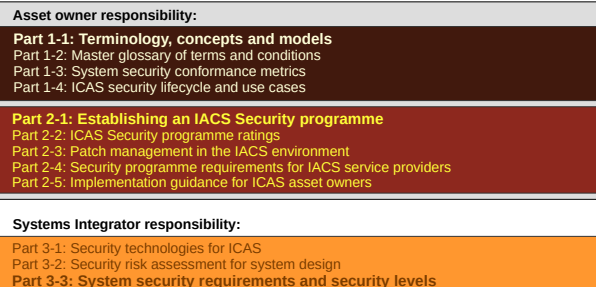 Asset owner responsibility:
Part 1-1: Terminology, concepts and models
Part 1-2: Master glossary of terms and conditions
Part 1-3: System security conformance metrics
Part 1-4: ICAS security lifecycle and use cases
Part 2-1: Establishing an IACS Security programme
Part 2-2: ICAS Security programme ratings
Part 2-3: Patch management in the IACS environment
Part 2-4: Security programme requirements for IACS service providers
Part 2-5: Implementation guidance for ICAS asset owners
Systems Integrator responsibility:
Part 3-1: Security technologies for ICAS
Part 3-2: Security risk assessment for system design
Part 3-3: System security requirements and security levels